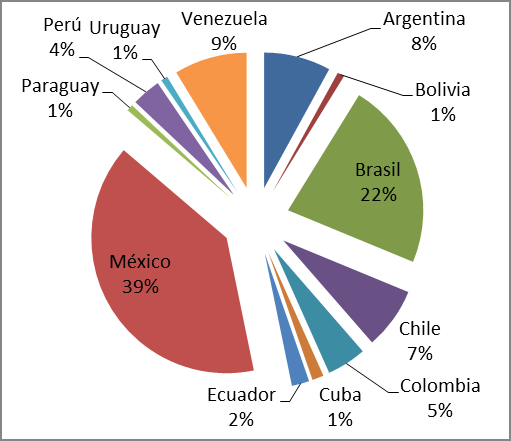 Argentina
8%
Bolivia
1%
Brasil
22%
Chile
7%
Colombia
5%
Cuba
1%
Ecuador
2%
México
39%
Paraguay
1%
Perú
4%
Uruguay
1%
Venezuela
9%